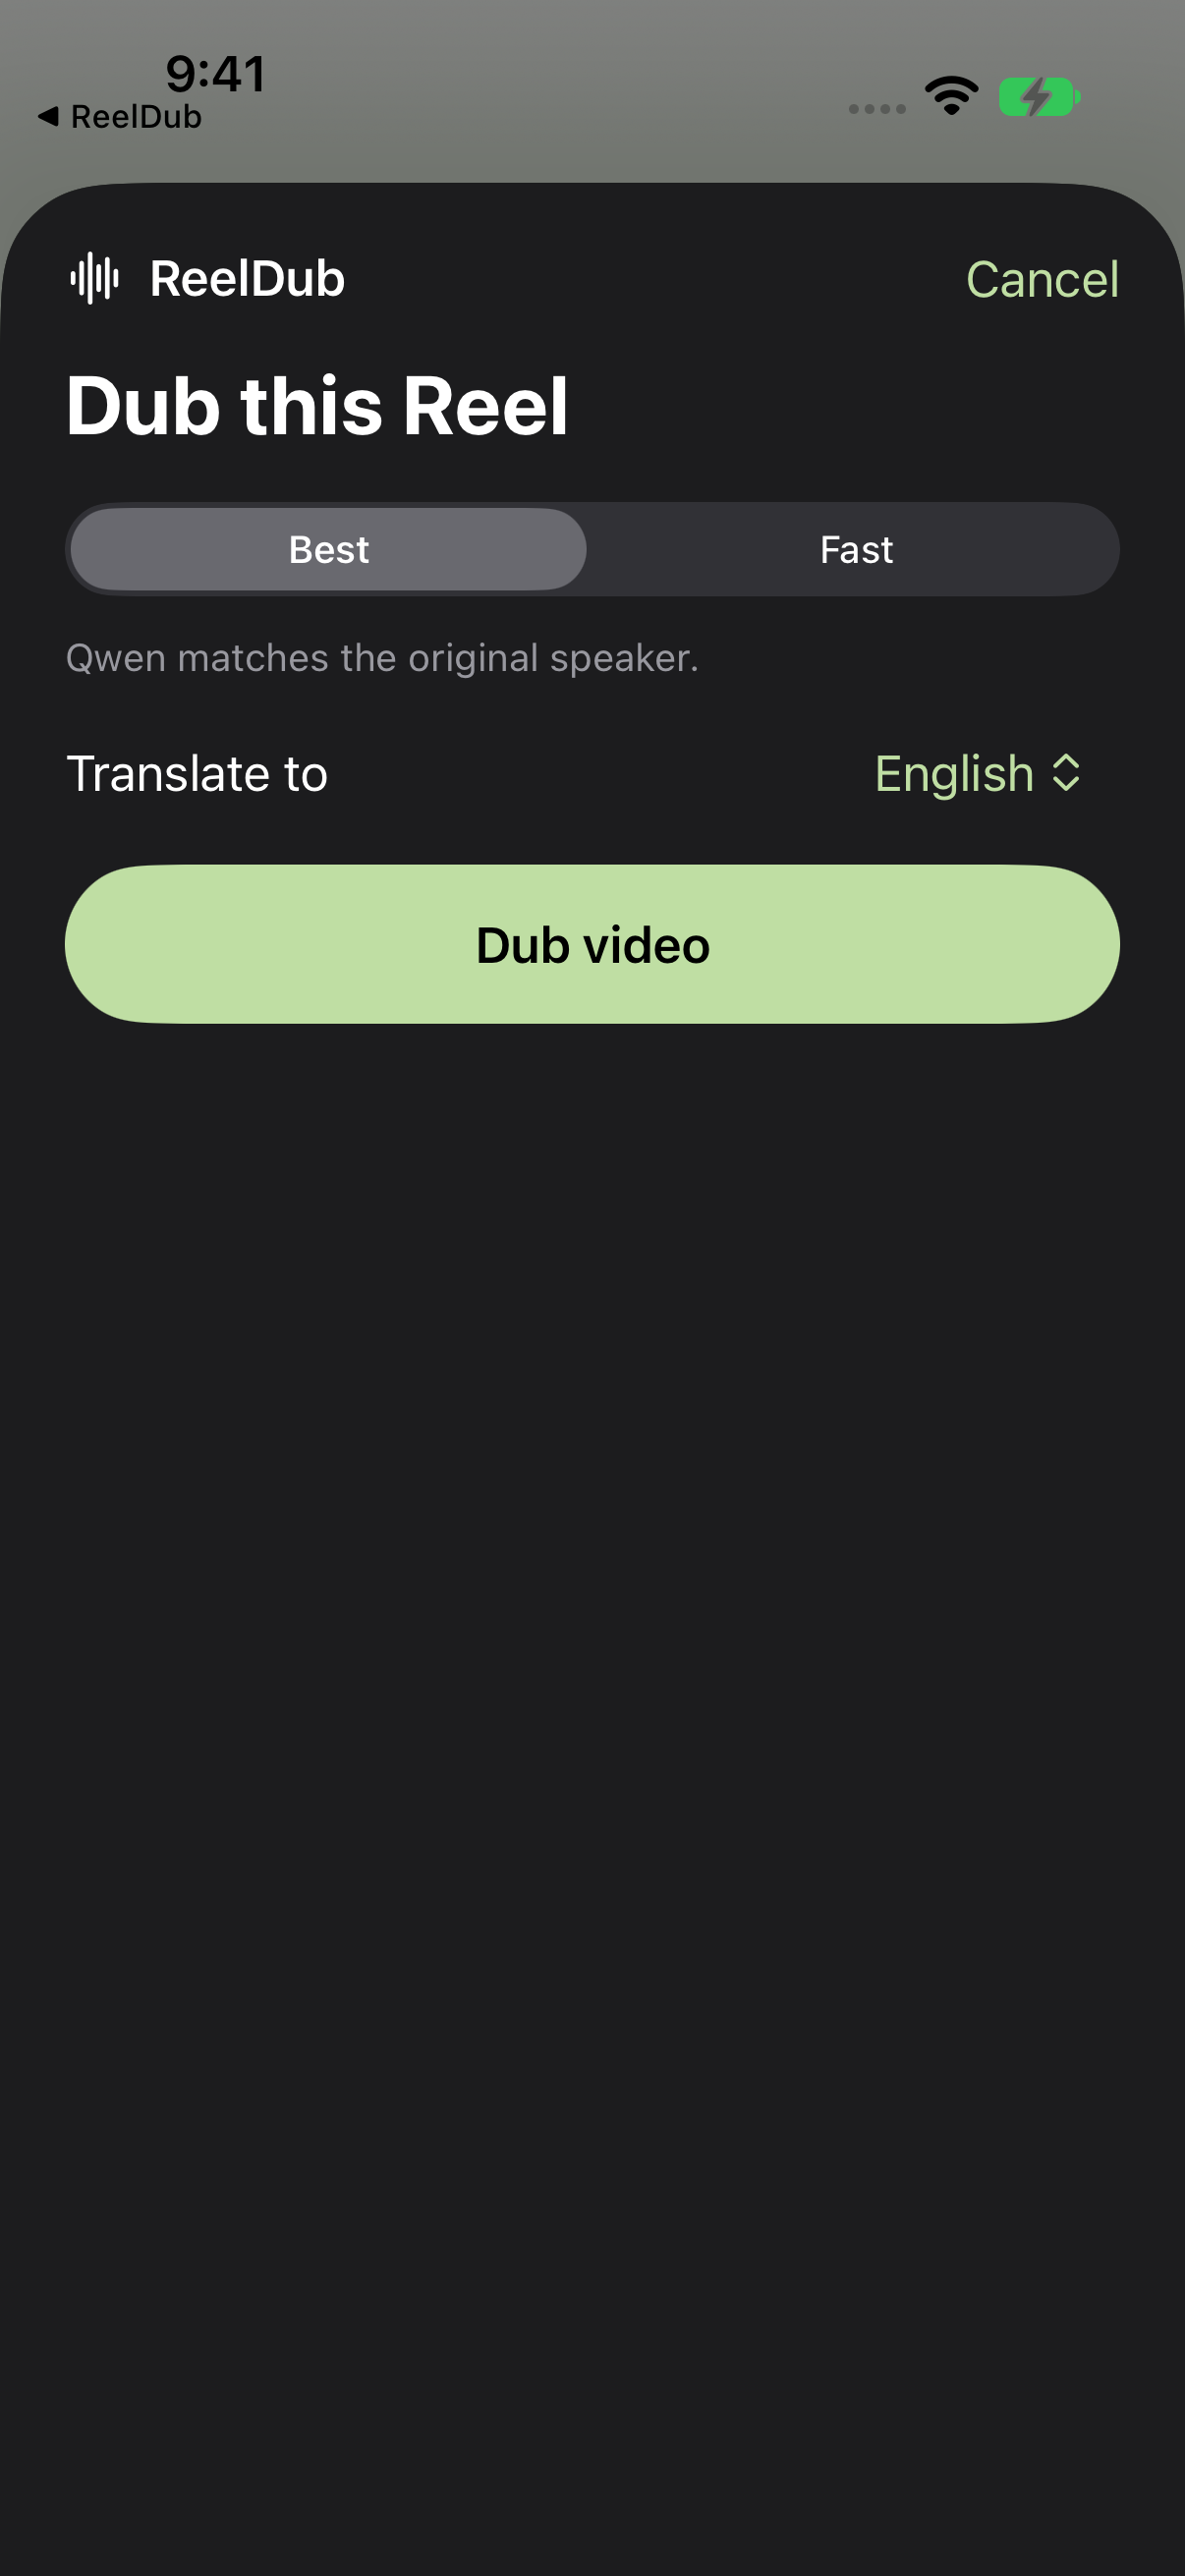 9:41
ReelDub
ReelDub
Cancel
Dub this Reel
Best
Fast
Qwen matches the original speaker.
Translate to
English
Dub video